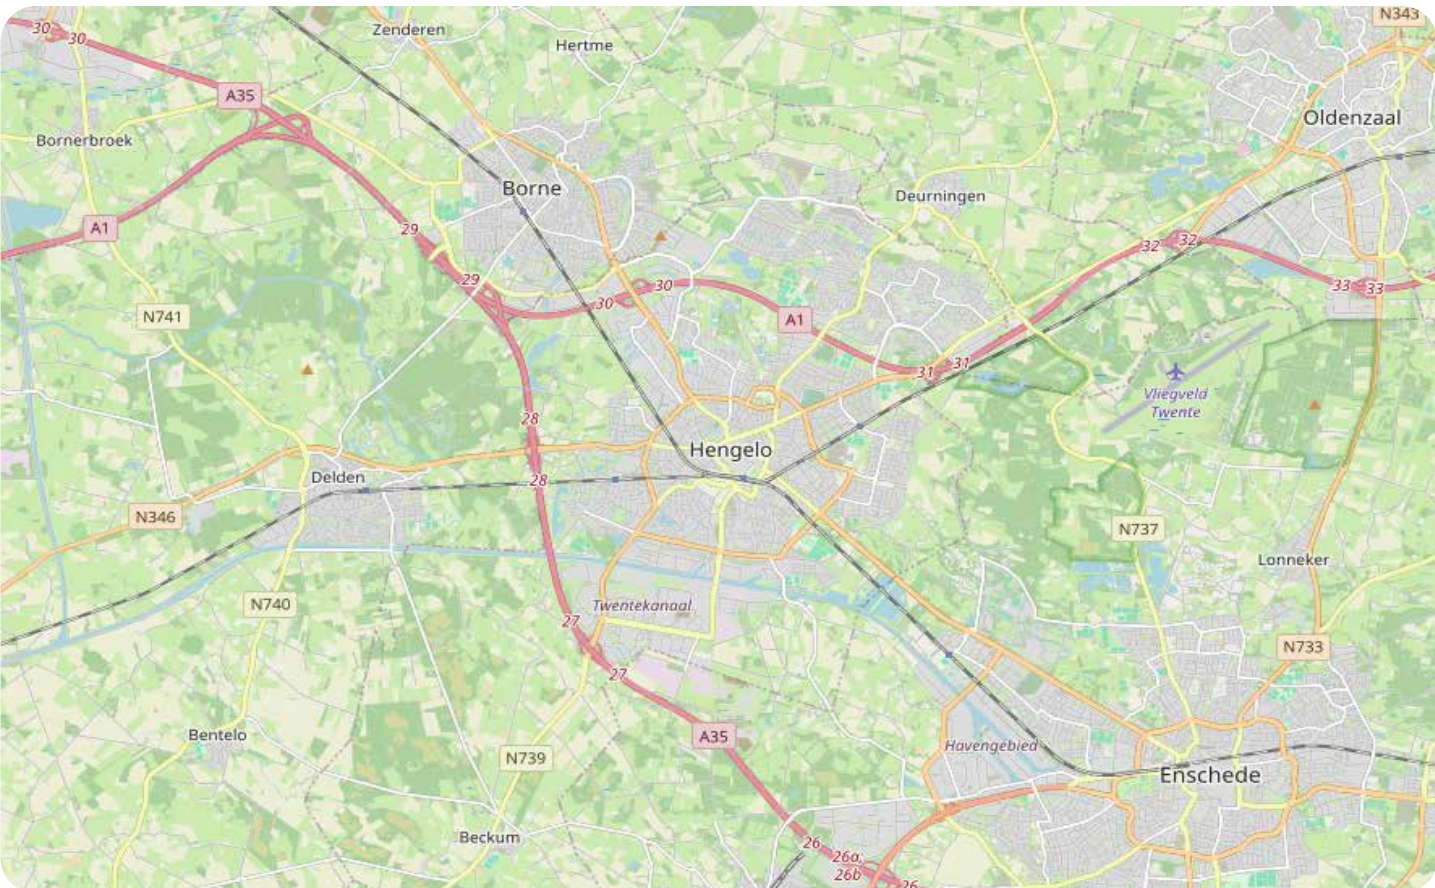 N343
Zenderen
30
30
Hertme
A35
Oldenzaal
Bornerbroek
Borne
Deurningen
A1
29
32
32
29
30
30
33
33
N741
A1
31
31
Vliegveld
Twente
28
Hengelo
Delden
28
N346
N737
Lonneker
N740
Twentekanaal
27
N733
27
Bentelo
A35
Havengebied
N739
Enschede
Beckum
26
26a;
26b
26